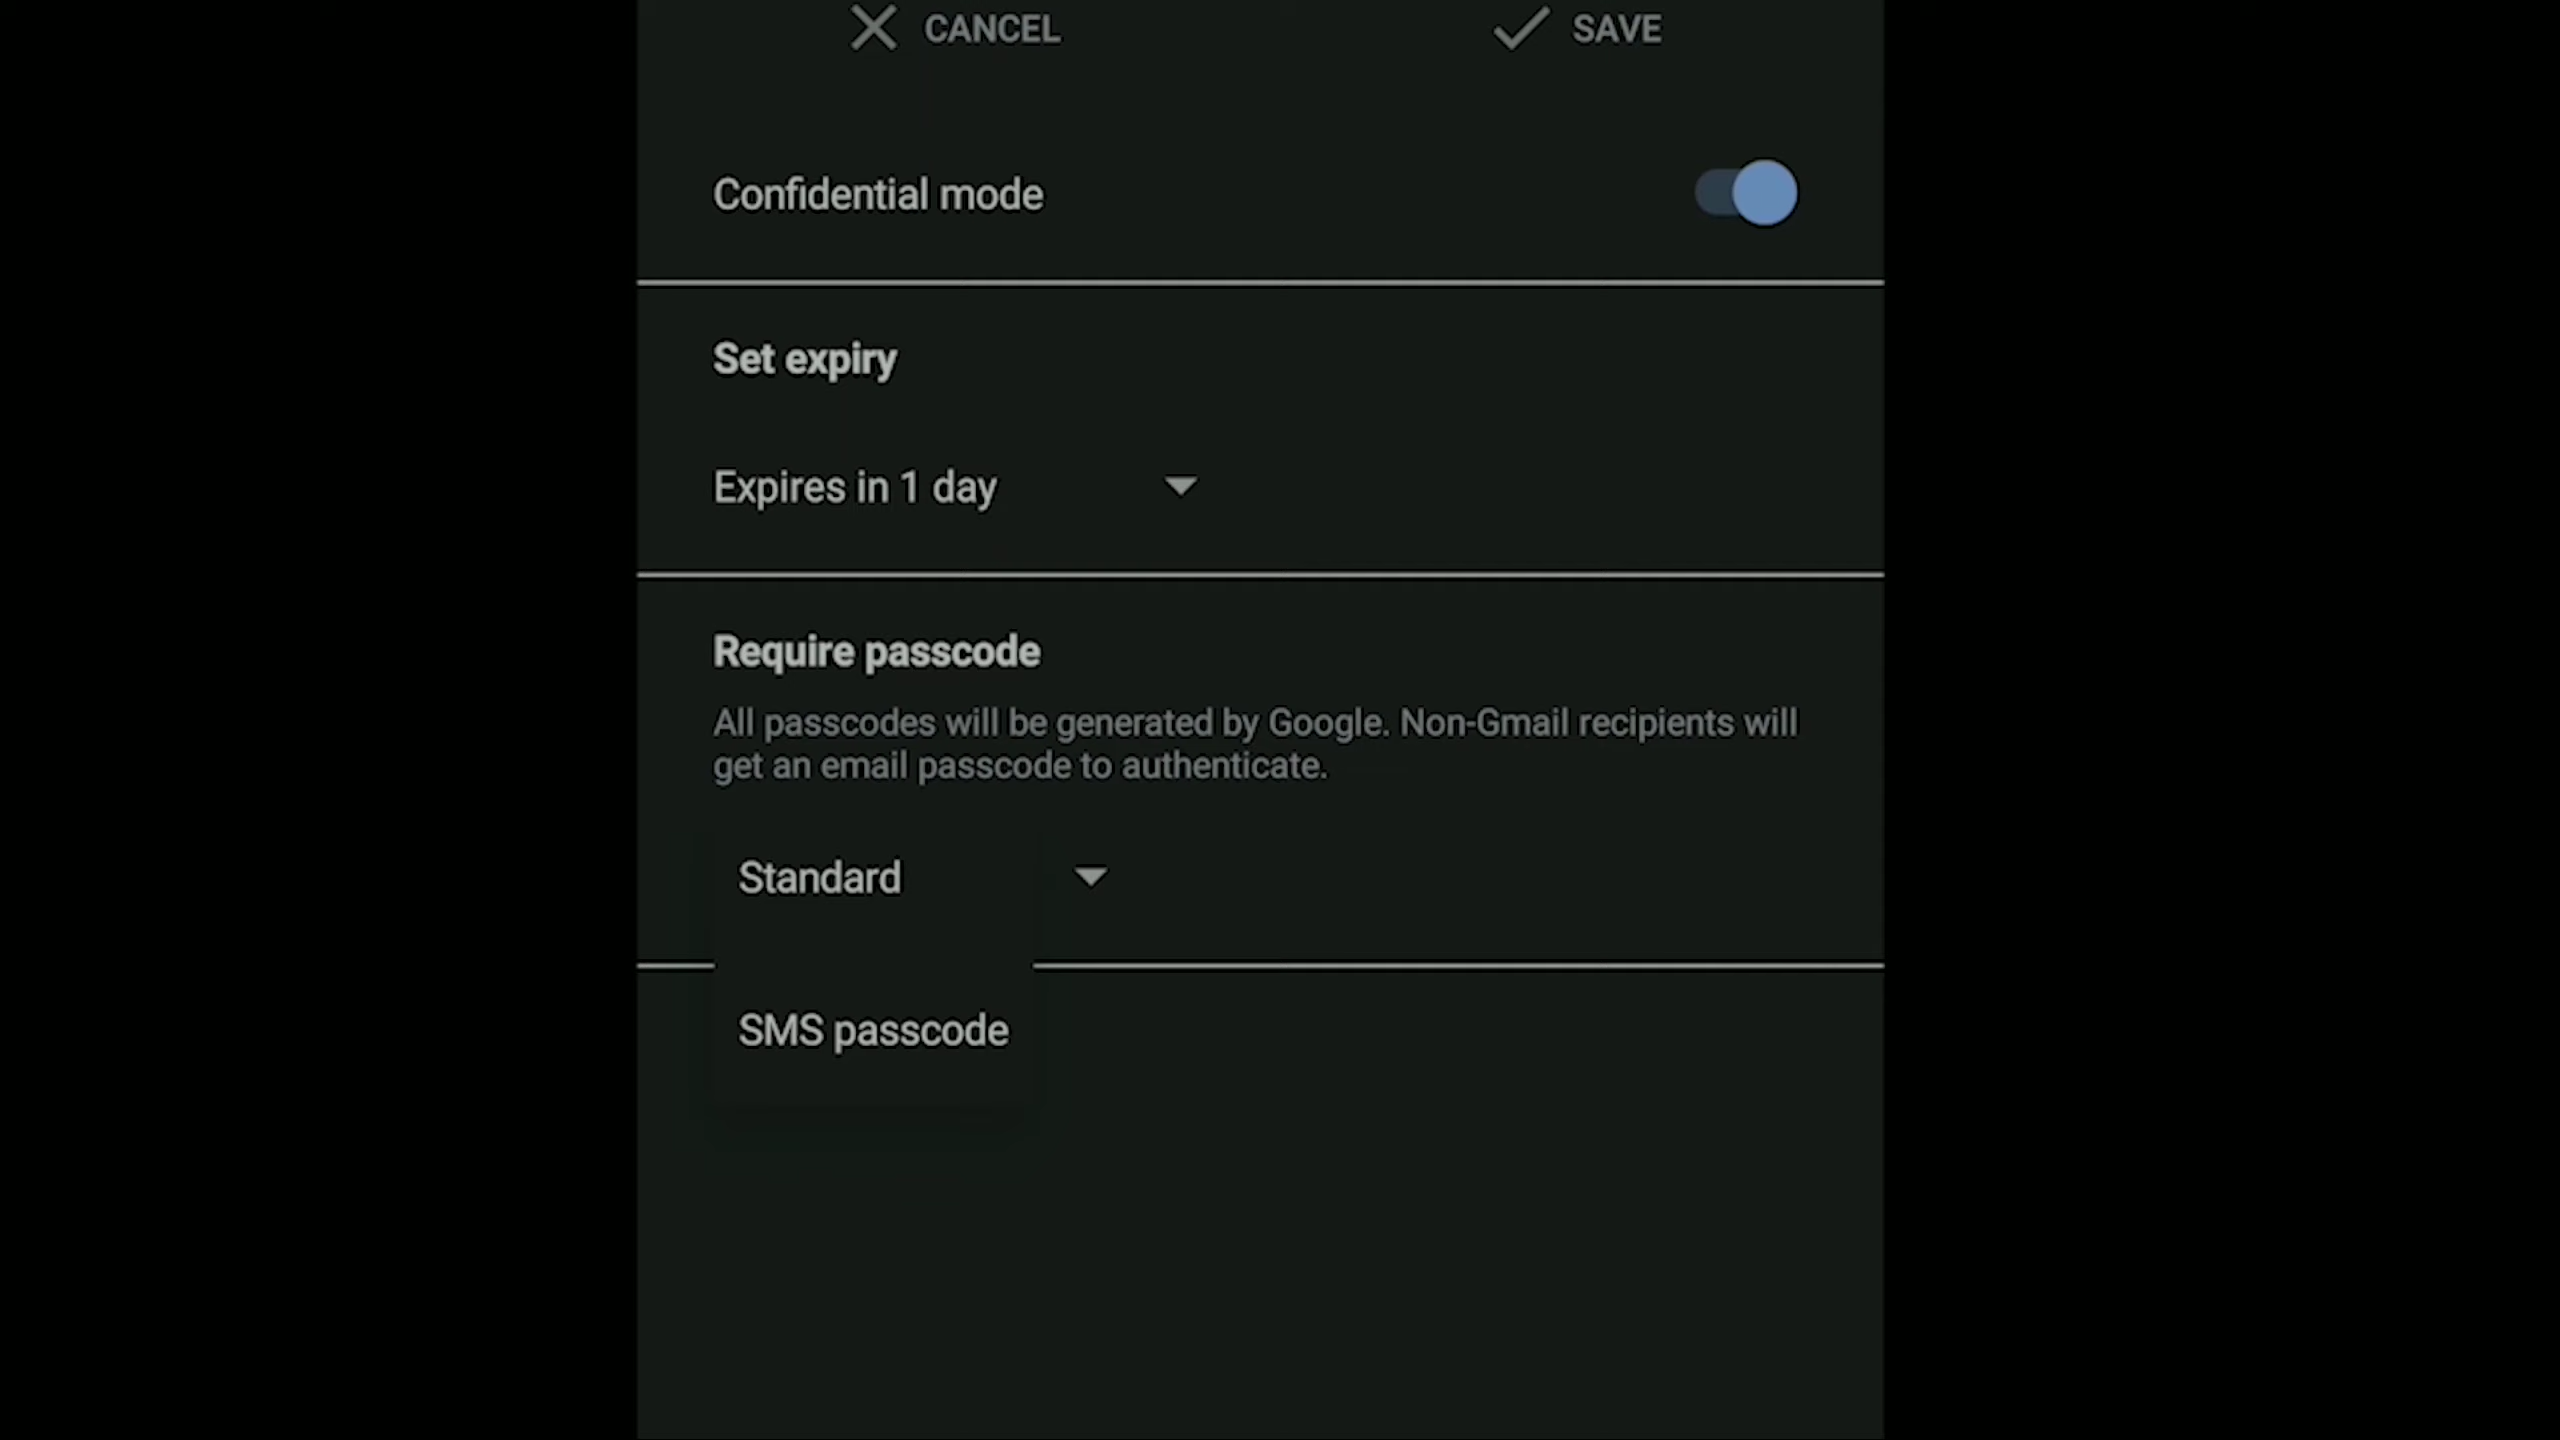 CANCEL SAVE
Confidential mode
Set expiry
Expires in 1 day
Require passcode
All passcodes will be generated by Google. Non-Gmail recipients will
get an email passcode to authenticate.
Standard
SMS passcode